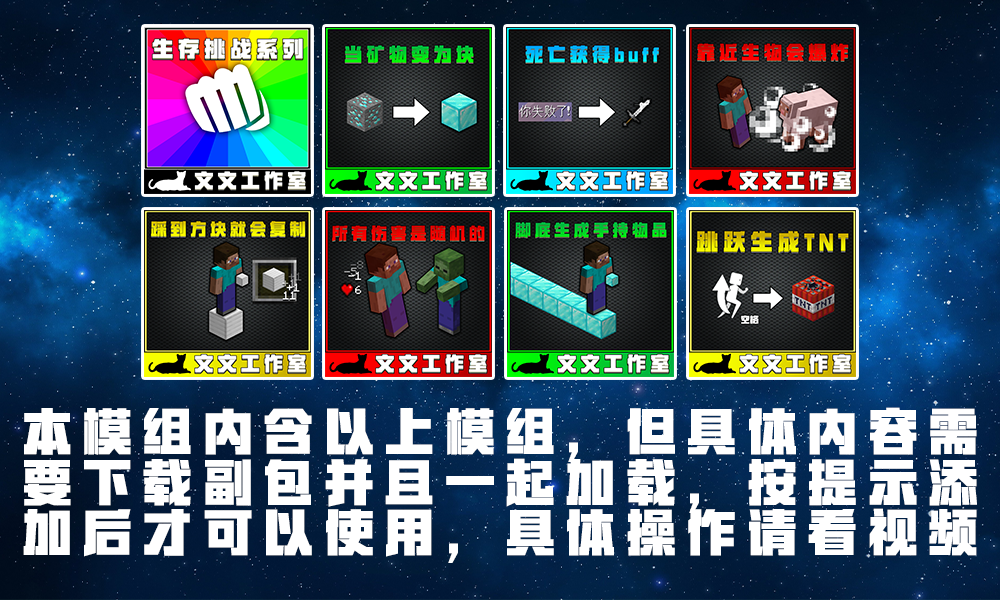 生存挑战系列
当矿物变为块
死亡获得buff
靠近生物会爆炸
你失败了!
文文工作室
文文工作室
文文工作室
文文工作室
踩到方块就会复制
所有伤害是随机的
脚底生成手持物品
跳跃生成TNT
+1
11
-1
6
TNT TNT
空格
文文工作室
文文工作室
文文工作室
文文工作室
本模组内含以上模组，但具体内容需
要下载副包并且一起加载，按提示添
加后才可以使用，具体操作请看视频